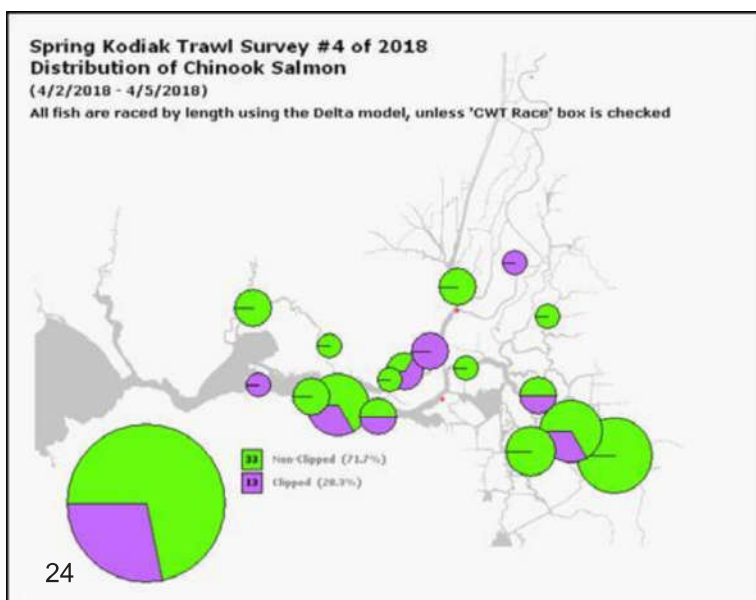 Spring Kodiak Trawl Survey #4 of 2018
Distribution of Chinook Salmon
(4/2/2018 - 4/5/2018)
All fish are raced by length using the Delta model, unless 'CWT Race' box is checked
33 Non-Clipped (71.7%)
13 Clipped (28.3%)
24